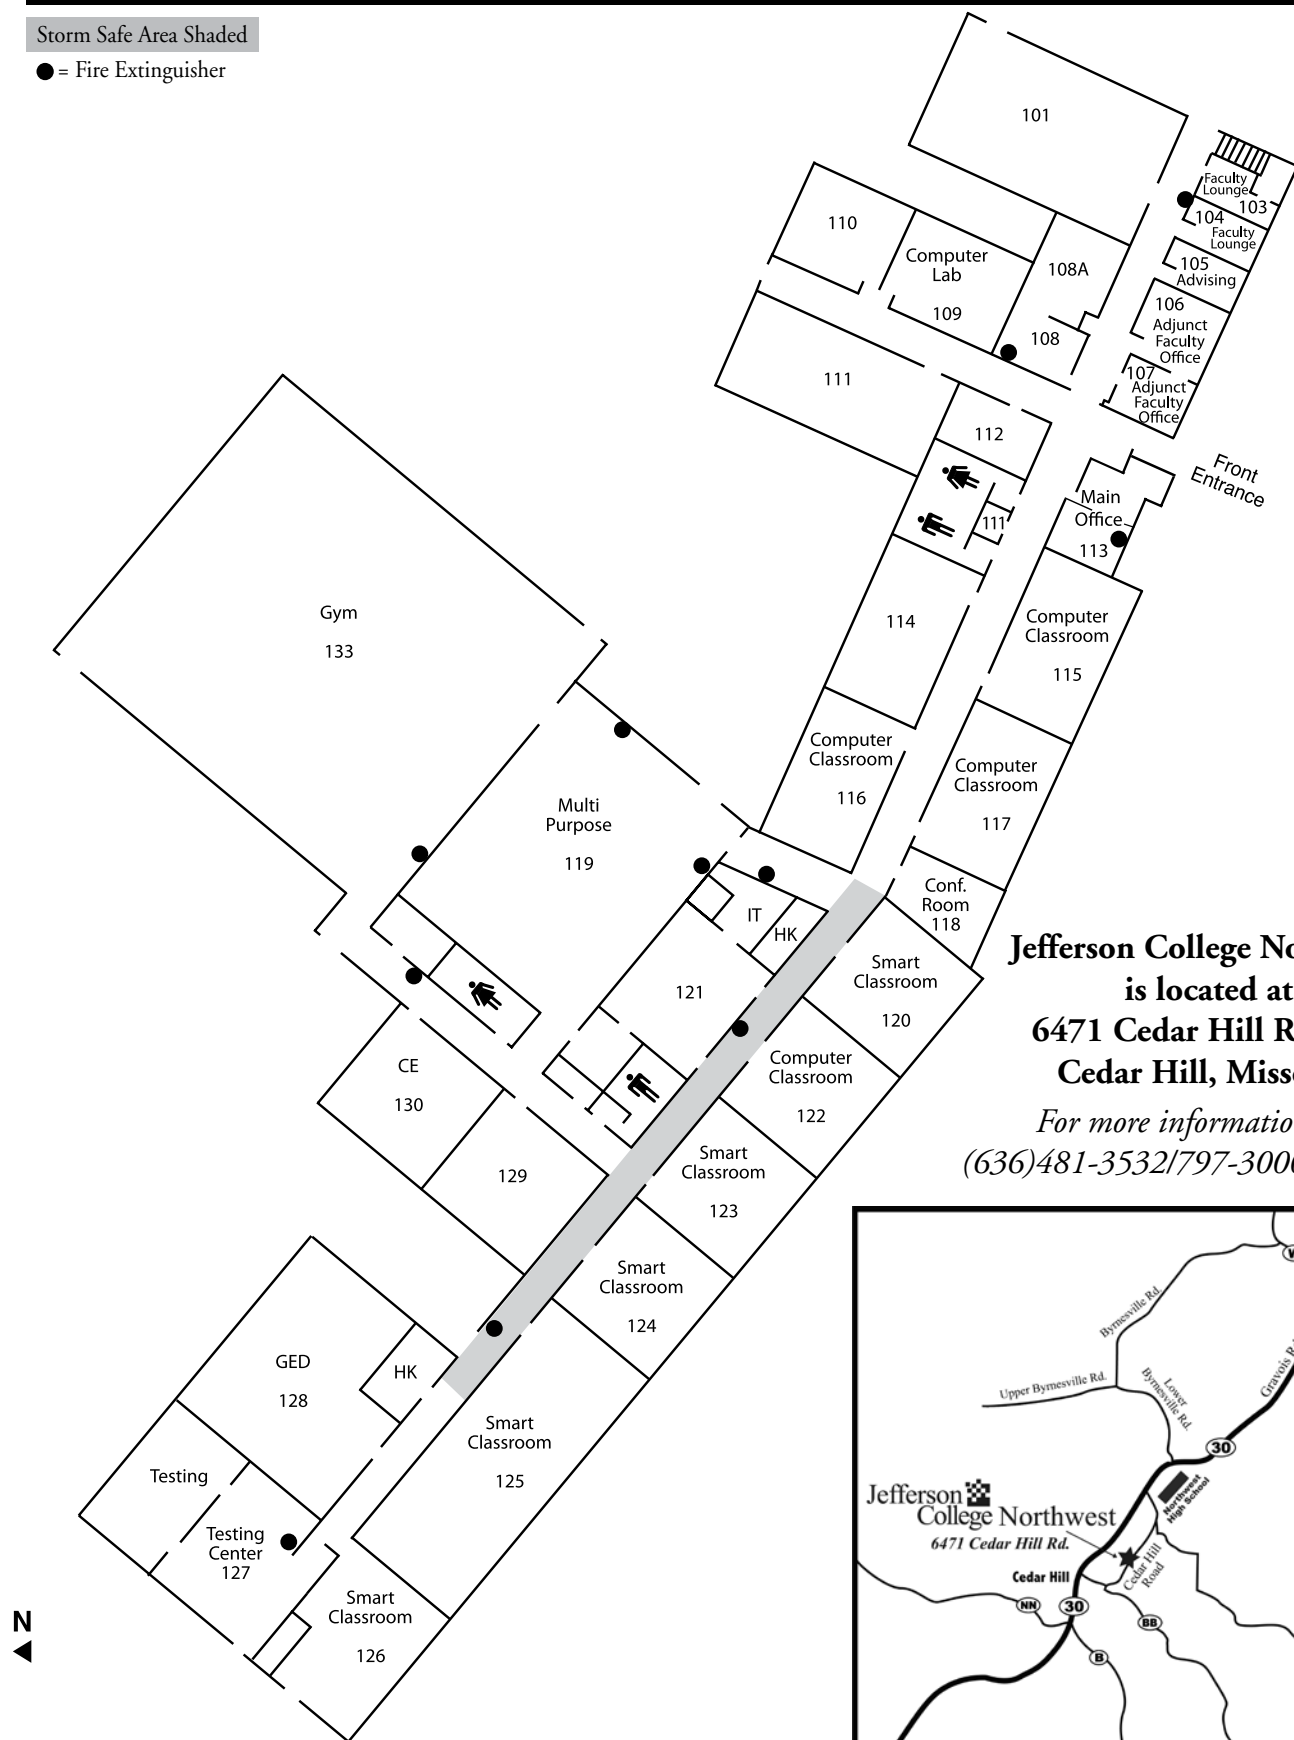 Storm Safe Area Shaded
= Fire Extinguisher
101
Faculty
Lounge
103
104
Faculty
Lounge
105
Advising
106
Adjunct
Faculty
Office
107
Adjunct
Faculty
Office
110
Computer
Lab
109
108A
108
111
112
Front
Entrance
Main
Office
113
111
114
Computer
Classroom
115
Computer
Classroom
116
Computer
Classroom
117
Conf.
Room
118
Gym
133
Multi
Purpose
119
IT
HK
121
Smart
Classroom
120
Computer
Classroom
122
Smart
Classroom
123
Smart
Classroom
124
CE
130
129
GED
128
HK
Smart
Classroom
125
Testing
Testing
Center
127
Smart
Classroom
126
N
Jefferson College
is located at
6471 Cedar Hill
Cedar Hill,
For more
(636)481-3532/797-3000
Byrnesville Rd.
Upper Byrnesville Rd.
Lower
Byrnesville Rd.
Gravois
30
Northwest
High School
Jefferson
College Northwest
6471 Cedar Hill Rd.
Cedar Hill
Cedar Hill
Road
NN
30
BB
B